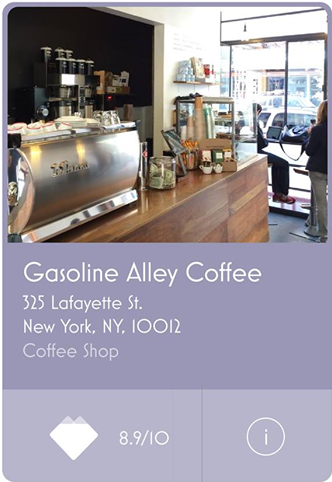 Gasoline Alley Coffee
325 Lafayette St.
New York, NY, 10012
Coffee Shop
8.9/10
i